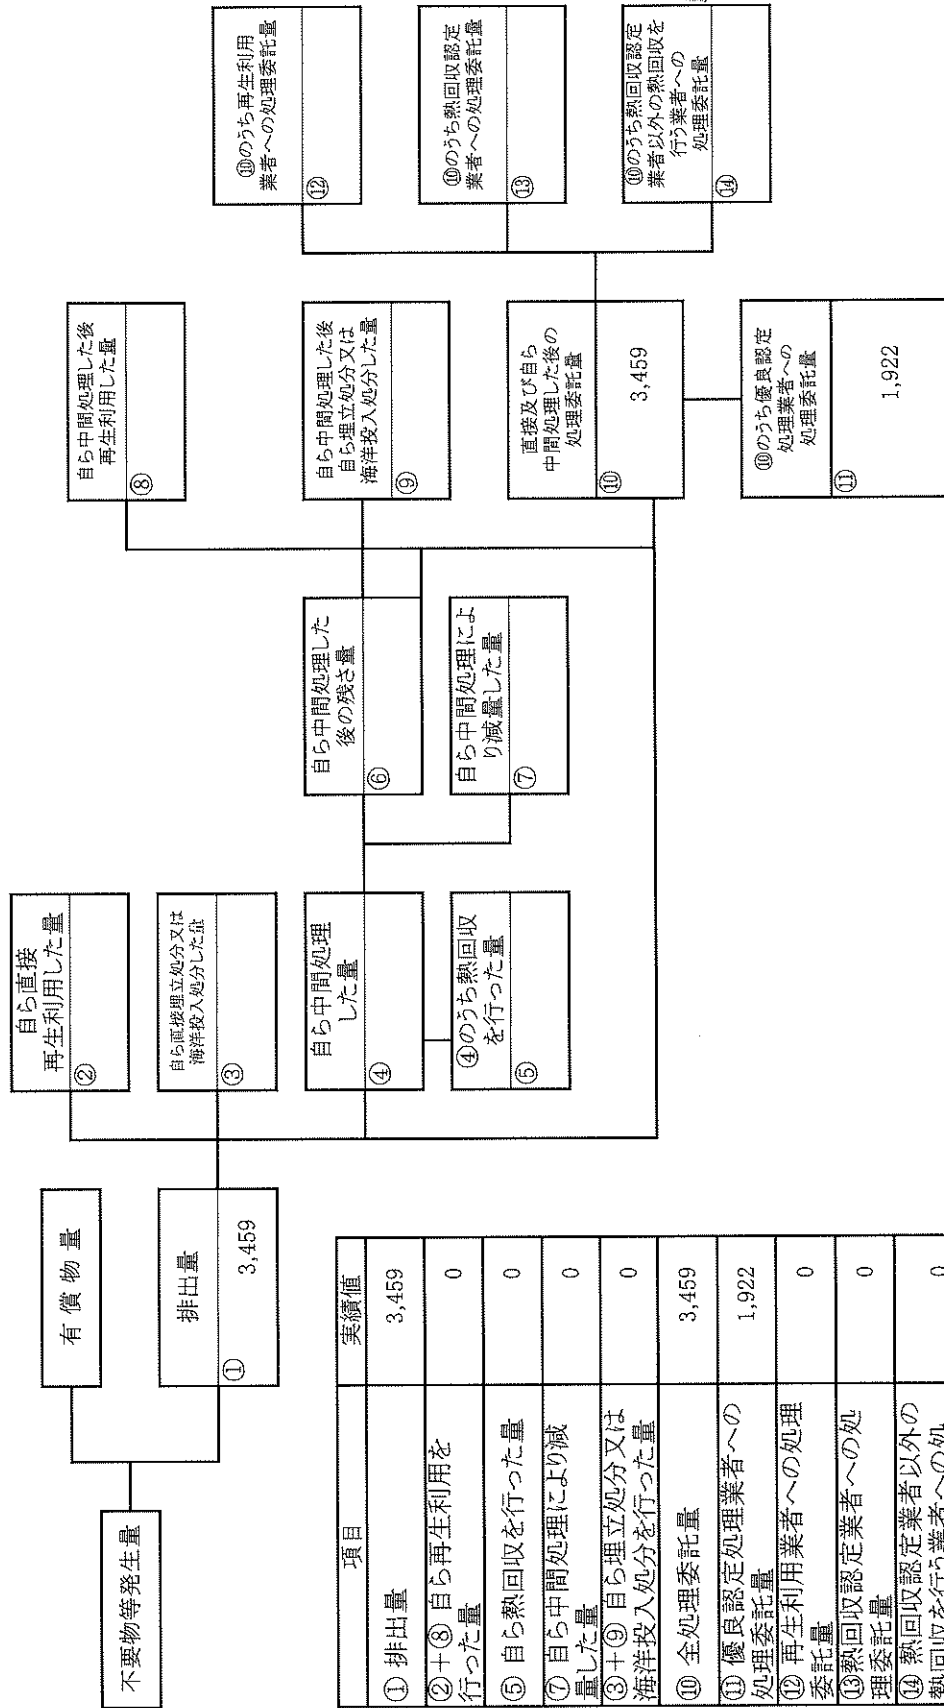 不要物等発生量
有償物量
排出量
①
3,459
自ら直接
再生利用した量
②
自ら直接埋立処分又は
海洋投入処分した量
③
自ら中間処理
した量
④
④のうち熱回収
を行った量
⑤
自ら中間処理した
後の残さ量
⑥
自ら中間処理によ
り減量した量
⑦
自ら中間処理した後
再生利用した量
⑧
自ら中間処理した後
自ら埋立処分又は
海洋投入処分した量
⑨
直接及び自ら
中間処理した後の
処理委託量
⑩
3,459
⑩のうち優良認定
処理業者への
処理委託量
⑪
1,922
⑩のうち再生利用
業者への処理委託量
⑫
⑩のうち熱回収認定
業者への処理委託量
⑬
⑩のうち熱回収認定
業者以外の熱回収を
行う業者への
処理委託量
⑭
項目 実績値
①排出量 3,459
②+⑧自ら再生利用を
行った量 0
⑤自ら熱回収を行った量 0
⑦自ら中間処理により減
量した量 0
③+⑨自ら埋立処分又は
海洋投入処分を行った量 0
⑩全処理委託量 3,459
⑪優良認定処理業者への
処理委託量 1,922
⑫再生利用業者への処理
委託量 0
⑬熱回収認定業者への処
理委託量 0
⑭熱回収認定業者以外の
熱回収を行う業者への処 0